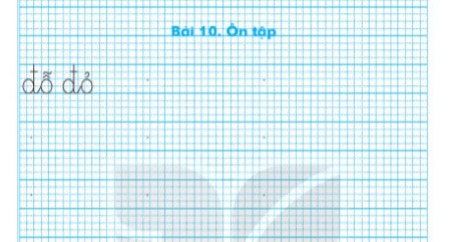 Bài 10. Ôn tập
đỗ đỏ